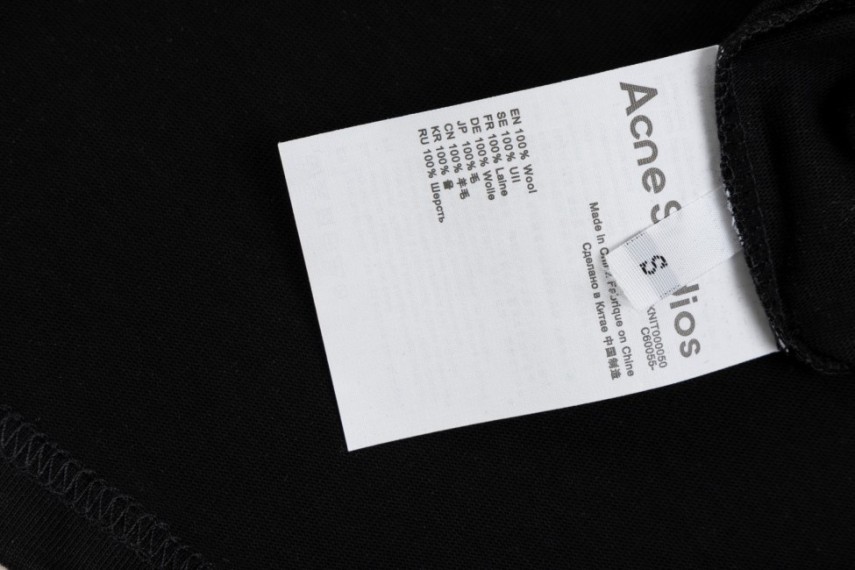 Acne S
dios
KNIT000050
C60055-
Made in
Fabrique en Chine
Сделано в Китае 中国制造
S
EN 100% Wool
SE 100% Ull
FR 100% Laine
DE 100% Wolle
JP 100% 毛
CN 100% 羊毛
KR 100% 울
RU 100% Шерсть